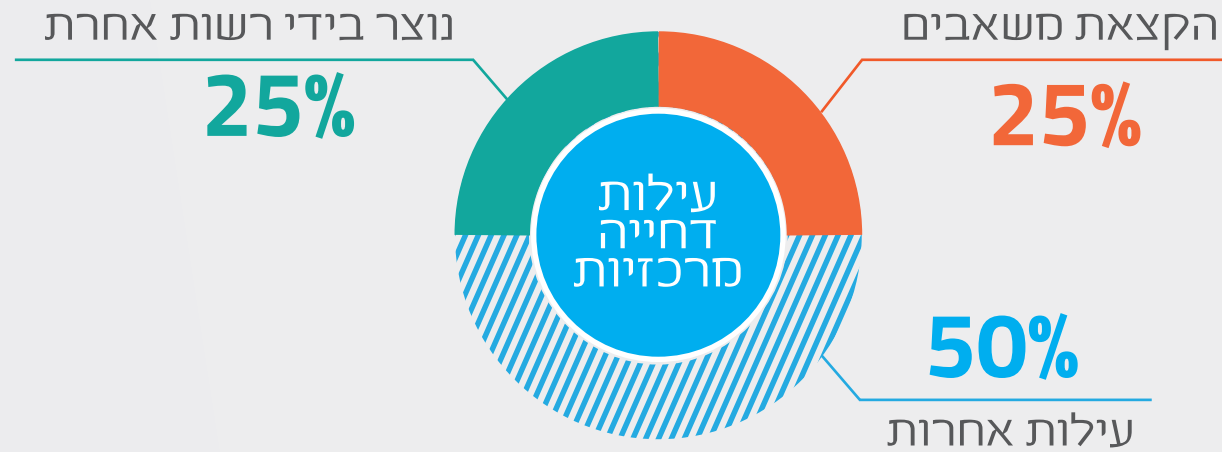 הקצאת משאבים
25%
נוצר בידי רשות אחרת
25%
עילות
דחייה
מרכזיות
50%
עילות אחרות